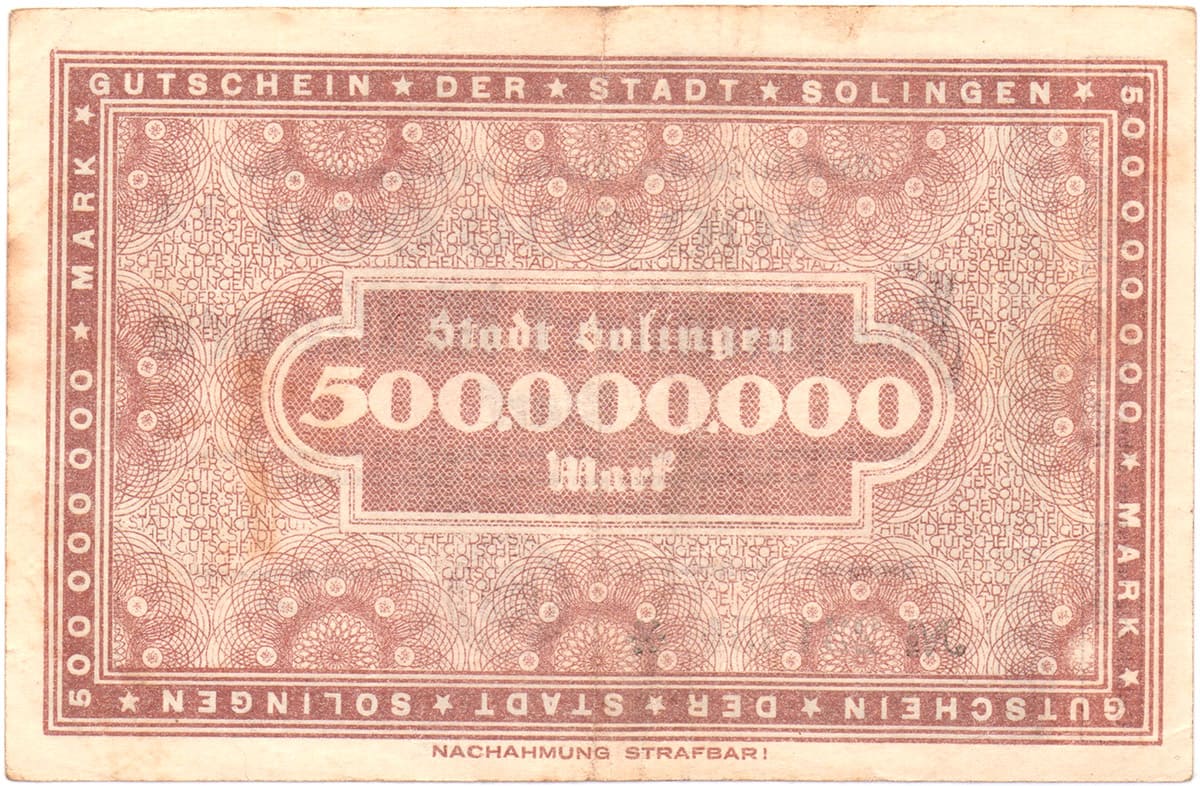 GUTSCHEIN ★ DER ★ STADT ★ SOLINGEN ★
500000000 ★ MARK ★
Stadt Solingen
500.000.000
Mark
500000000 ★ MARK ★
GUTSCHEIN ★ DER ★ STADT ★ SOLINGEN ★
NACHAHMUNG STRAFBAR!